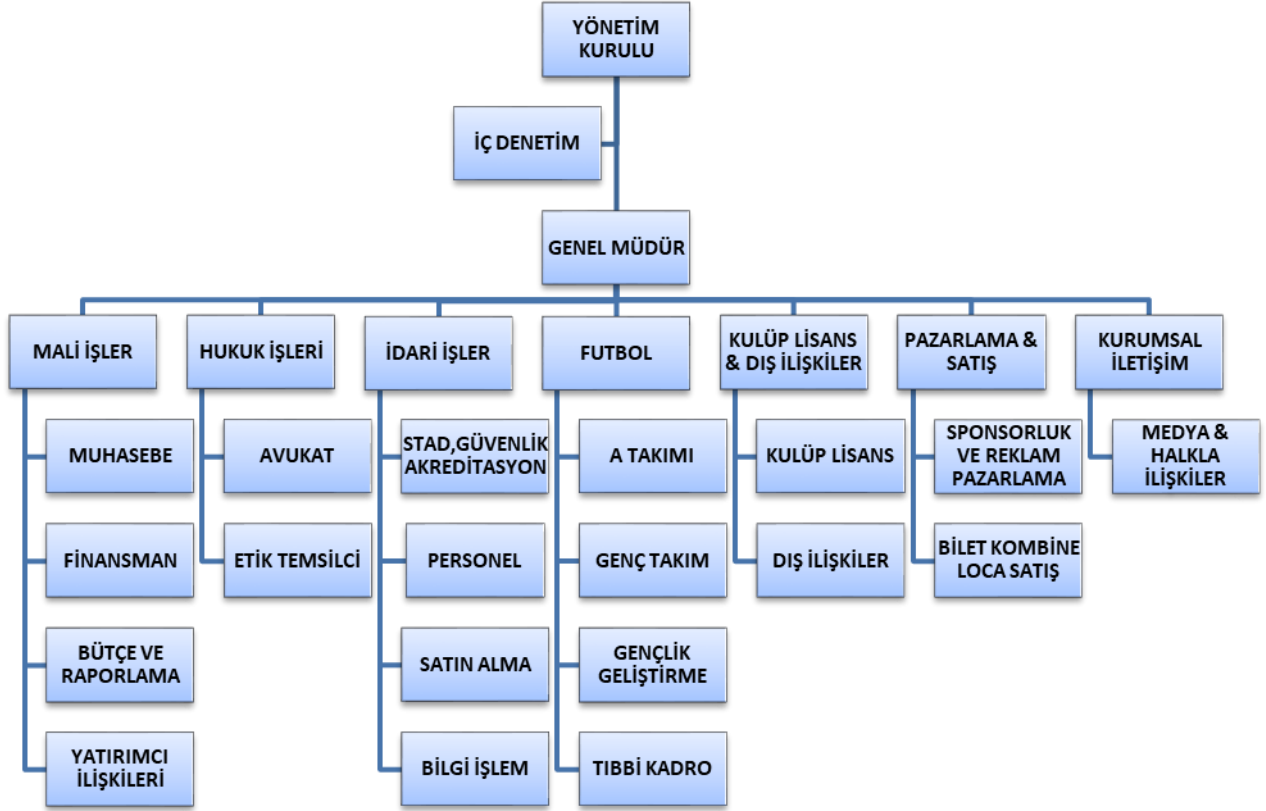 YÖNETİM
KURULU
İÇ DENETİM
GENEL MÜDÜR
MALİ İŞLER
HUKUK İŞLERİ
İDARİ İŞLER
FUTBOL
KULÜP LİSANS
& DIŞ İLİŞKİLER
PAZARLAMA &
SATIŞ
KURUMSAL
İLETİŞİM
MUHASEBE
FİNANSMAN
BÜTÇE VE
RAPORLAMA
YATIRIMCI
İLİŞKİLERİ
AVUKAT
ETİK TEMSİLCİ
STAD,GÜVENLİK
AKREDİTASYON
PERSONEL
SATIN ALMA
BİLGİ İŞLEM
A TAKIMI
GENÇ TAKIM
GENÇLİK
GELİŞTİRME
TIBBİ KADRO
KULÜP LİSANS
DIŞ İLİŞKİLER
SPONSORLUK
VE REKLAM
PAZARLAMA
BİLET KOMBİNE
LOCA SATIŞ
MEDYA &
HALKLA
İLİŞKİLER